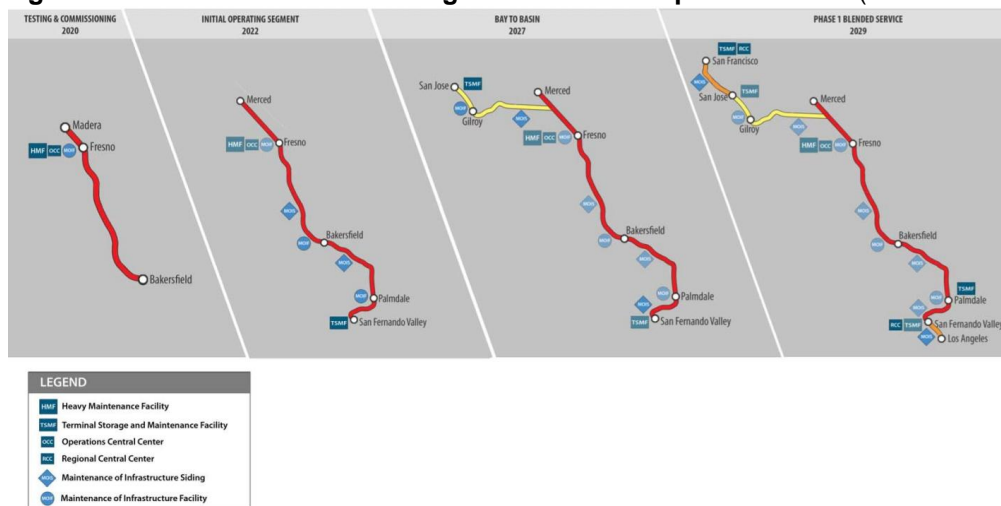 TESTING & COMMISSIONING
2020
Madera
Fresno
HMF OCC MOIF
Bakersfield
INITIAL OPERATING SEGMENT
2022
Merced
HMF OCC MOIF Fresno
MOIS
Bakersfield
MOIF
MOIS
MOIF Palmdale
TSMF San Fernando Valley
BAY TO BASIN
2027
San Jose TSMF
Merced
MOIF
Gilroy
MOIS
HMF OCC MOIF Fresno
MOIS
Bakersfield
MOIF
MOIS
MOIF
MOIS Palmdale
TSMF San Fernando Valley
PHASE 1 BLENDED SERVICE
2029
TSMF RCC
San Francisco
MOIS
San Jose TSMF
Merced
MOIF
Gilroy
MOIS
HMF OCC MOIF Fresno
MOIS
Bakersfield
MOIF
MOIS
TSMF
MOIF Palmdale
MOIS
RCC TSMF San Fernando Valley
MOIS Los Angeles
LEGEND
HMF Heavy Maintenance Facility
TSMF Terminal Storage and Maintenance Facility
OCC Operations Central Center
RCC Regional Central Center
MOIS Maintenance of Infrastructure Siding
MOIF Maintenance of Infrastructure Facility